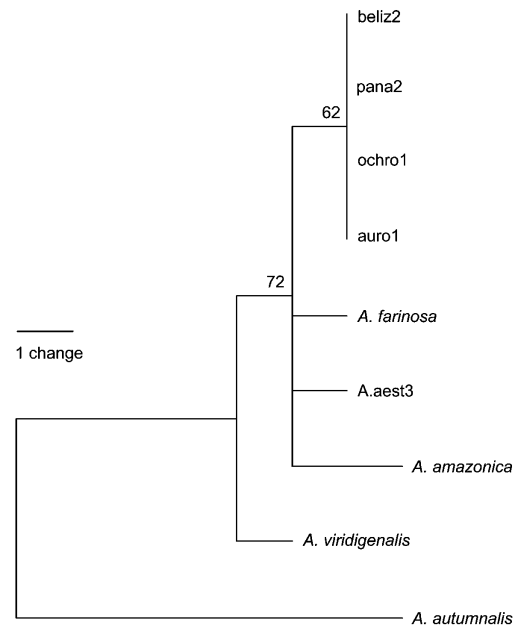 beliz2
pana2
62
ochro1
auro1
72
A. farinosa
1 change
A.aest3
A. amazonica
A. viridigenalis
A. autumnalis